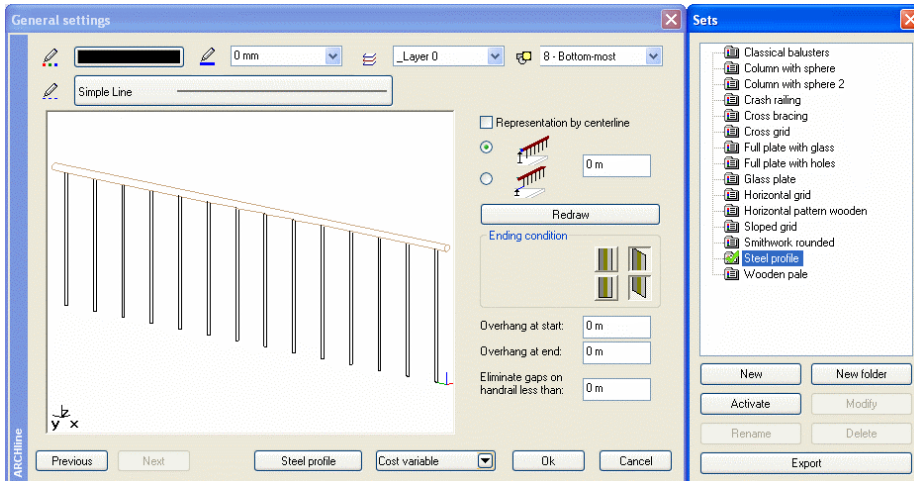 General settings
0 mm
_Layer 0
8 - Bottom-most
Simple Line
Representation by centerline
0 m
Redraw
Ending condition
Overhang at start: 0 m
Overhang at end: 0 m
Eliminate gaps on
handrail less than: 0 m
z
y x
ARCHline
Previous Next Steel profile Cost variable Ok Cancel
Sets
Classical balusters
Column with sphere
Column with sphere 2
Crash railing
Cross bracing
Cross grid
Full plate with glass
Full plate with holes
Glass plate
Horizontal grid
Horizontal pattern wooden
Sloped grid
Smithwork rounded
Steel profile
Wooden pale
New New folder
Activate Modify
Rename Delete
Export